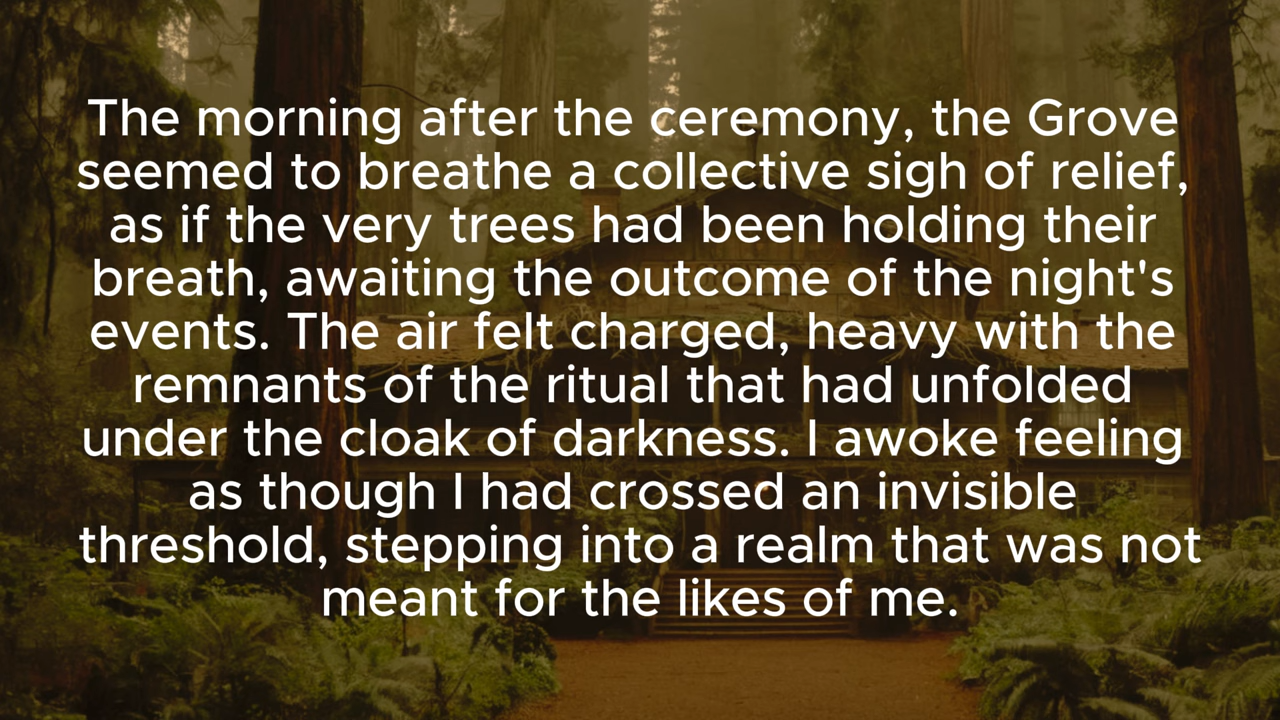 The morning after the ceremony, the Grove
seemed to breathe a collective sigh of relief,
as if the very trees had been holding their
breath, awaiting the outcome of the night's
events. The air felt charged, heavy with the
remnants of the ritual that had unfolded
under the cloak of darkness. I awoke feeling
as though I had crossed an invisible
threshold, stepping into a realm that was not
meant for the likes of me.